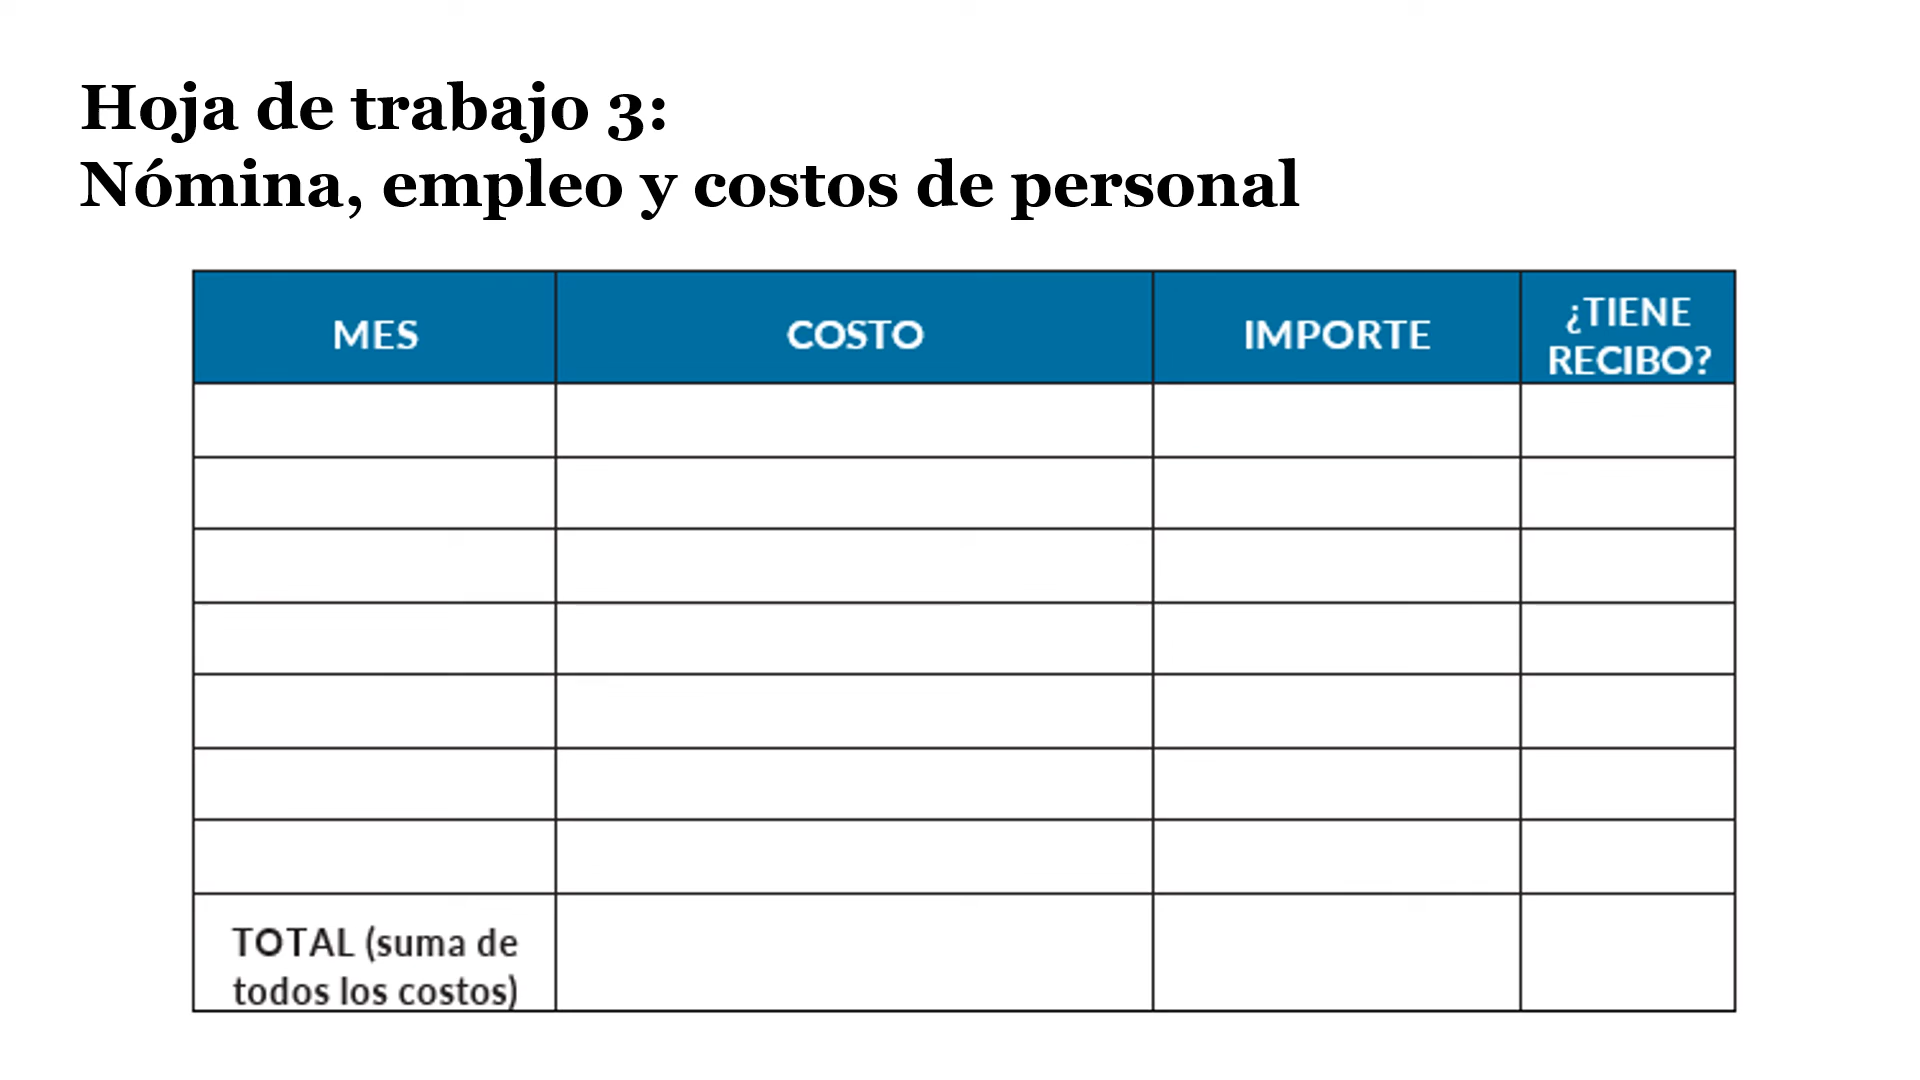 Hoja de trabajo 3:
Nómina, empleo y costos de personal
MES
COSTO
IMPORTE
¿TIENE
RECIBO?
TOTAL (suma de
todos los costos)